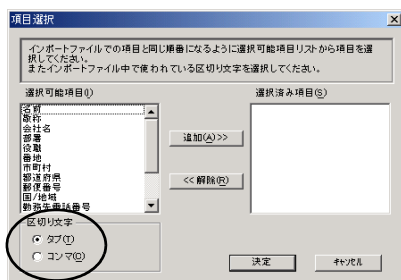 項目選択
インポートファイルでの項目と同じ順番になるように選択可能項目リストから項目を選
択してください。
またインポートファイル中で使われている区切り文字を選択してください。
選択可能項目(I)
選択済み項目(S)
名前
敬称
会社名
部署
役職
番地
市町村
都道府県
郵便番号
国/地域
勤務先電話番号
追加(A)>>
<<解除(R)
区切り文字
タブ(T)
コンマ(O)
決定
キャンセル